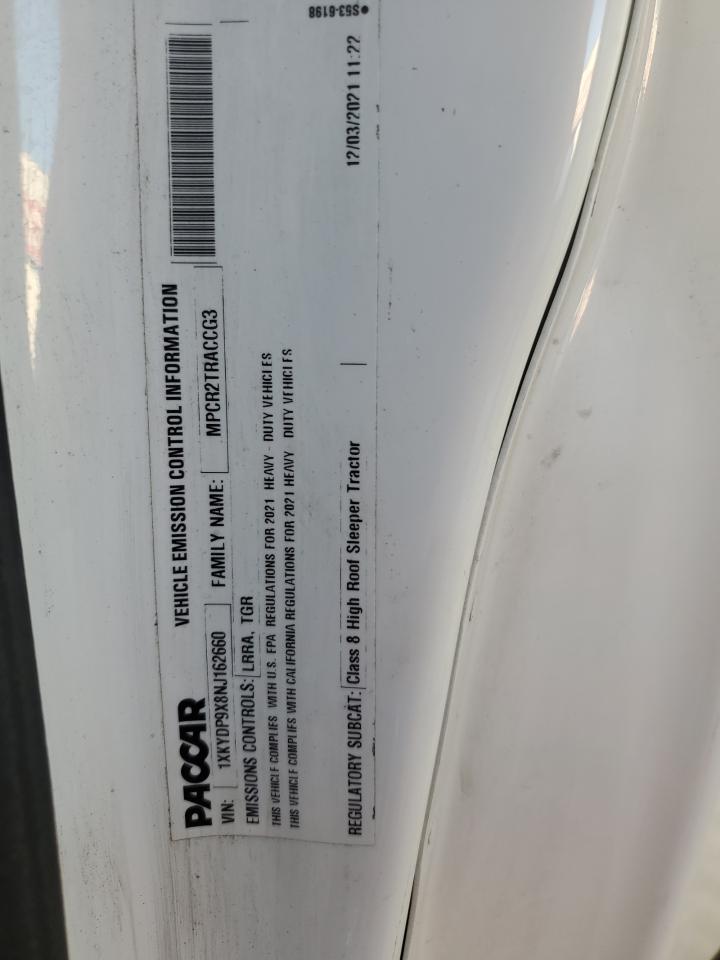 PACCAR
VEHICLE EMISSION CONTROL INFORMATION
VIN: 1XKYDP9X8NJ162660 FAMILY NAME: MPCR2TRACCG3
EMISSIONS CONTROLS: LRRA, TGR
THIS VEHICLE COMPLIES WITH U.S. EPA REGULATIONS FOR 2021 HEAVY - DUTY VEHICLES
THIS VEHICLE COMPLIES WITH CALIFORNIA REGULATIONS FOR 2021 HEAVY DUTY VEHICLES
REGULATORY SUBCAT: Class 8 High Roof Sleeper Tractor
12/03/2021 11:22
● S53-6198